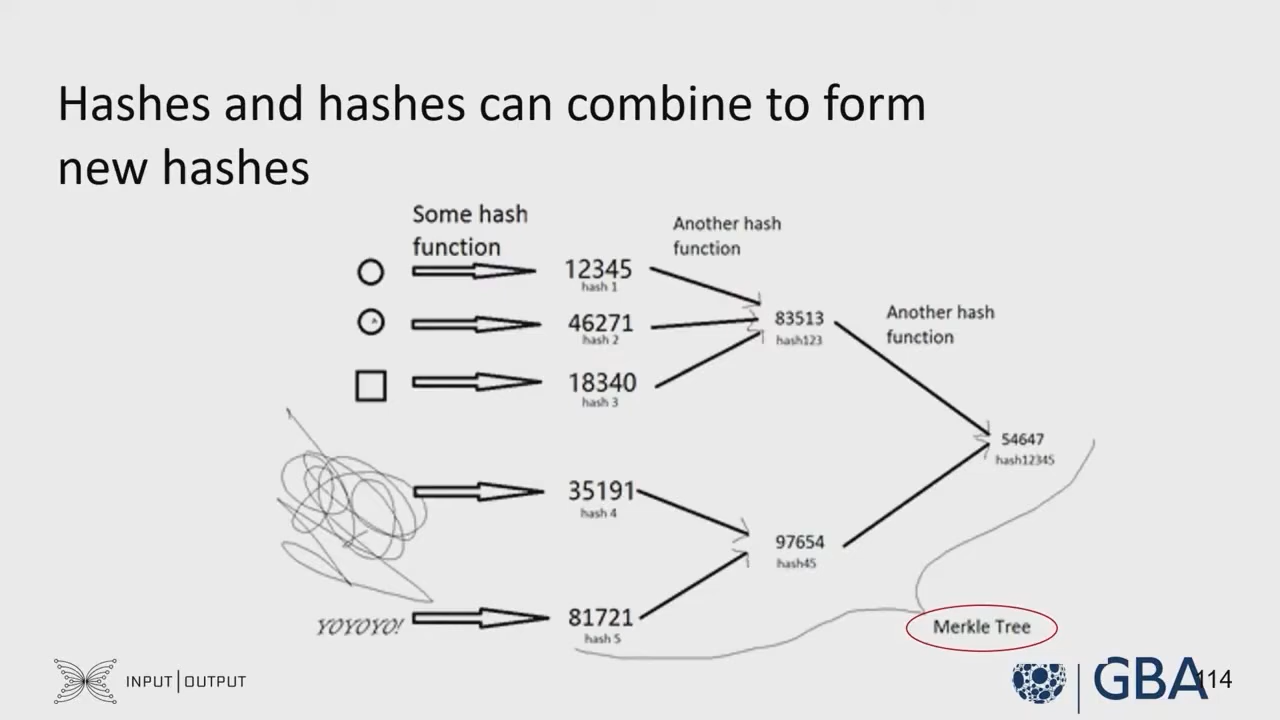 Hashes and hashes can combine to form
new hashes
Some hash
function
Another hash
function
12345
hash 1
46271
hash 2
18340
hash 3
83513
hash123
Another hash
function
54647
hash12345
35191
hash 4
97654
hash45
YOYOYO!
81721
hash 5
Merkle Tree
INPUT|OUTPUT
GBA
114